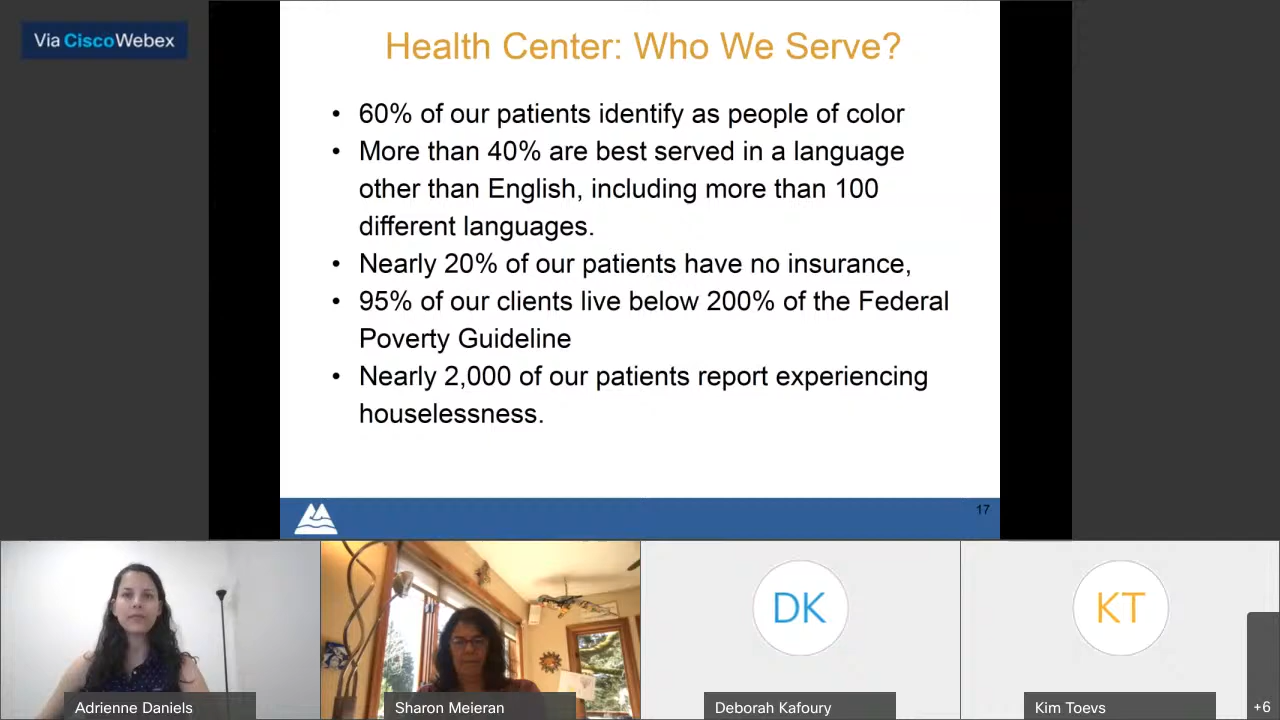 Via Cisco Webex
Health Center: Who We Serve?
• 60% of our patients identify as people of color
• More than 40% are best served in a language
other than English, including more than 100
different languages.
• Nearly 20% of our patients have no insurance,
• 95% of our clients live below 200% of the Federal
Poverty Guideline
• Nearly 2,000 of our patients report experiencing
houselessness.
17
DK
KT
Adrienne Daniels
Sharon Meieran
Deborah Kafoury
Kim Toevs
+6